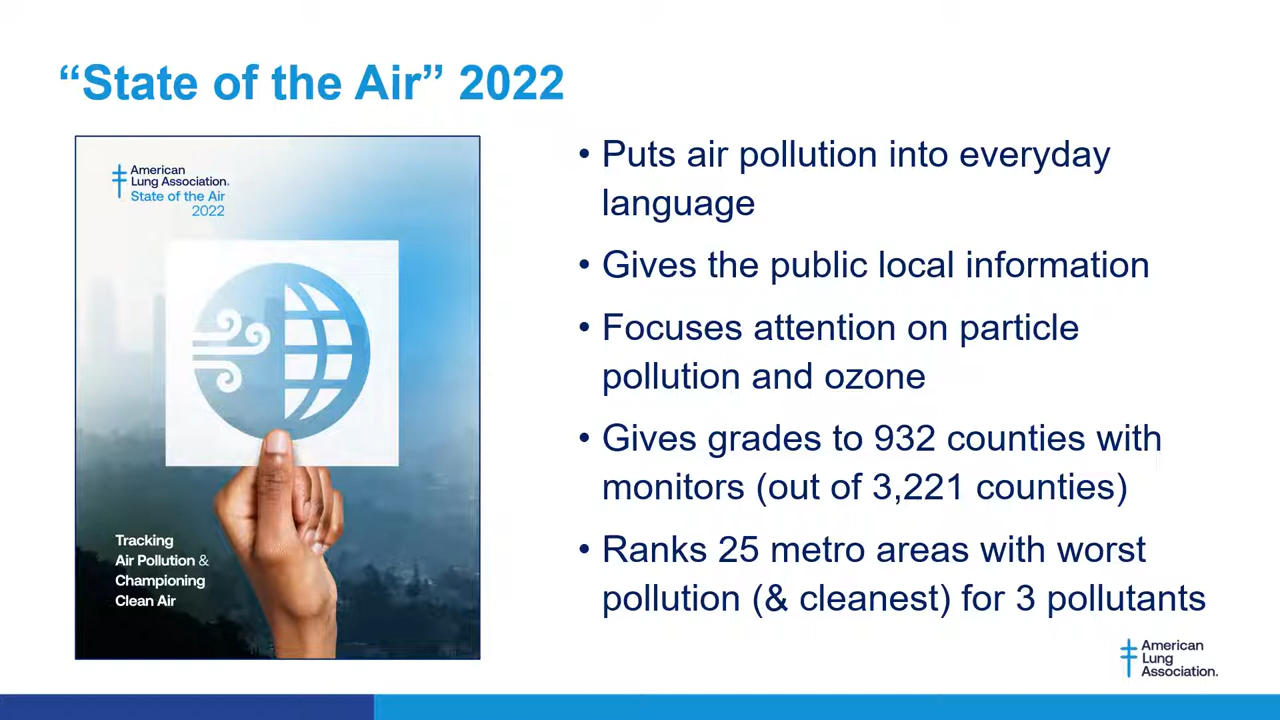 “State of the Air” 2022
American
Lung Association.
State of the Air
2022
Tracking
Air Pollution &
Championing
Clean Air
• Puts air pollution into everyday
language
• Gives the public local information
• Focuses attention on particle
pollution and ozone
• Gives grades to 932 counties with
monitors (out of 3,221 counties)
• Ranks 25 metro areas with worst
pollution (& cleanest) for 3 pollutants
American
Lung
Association.